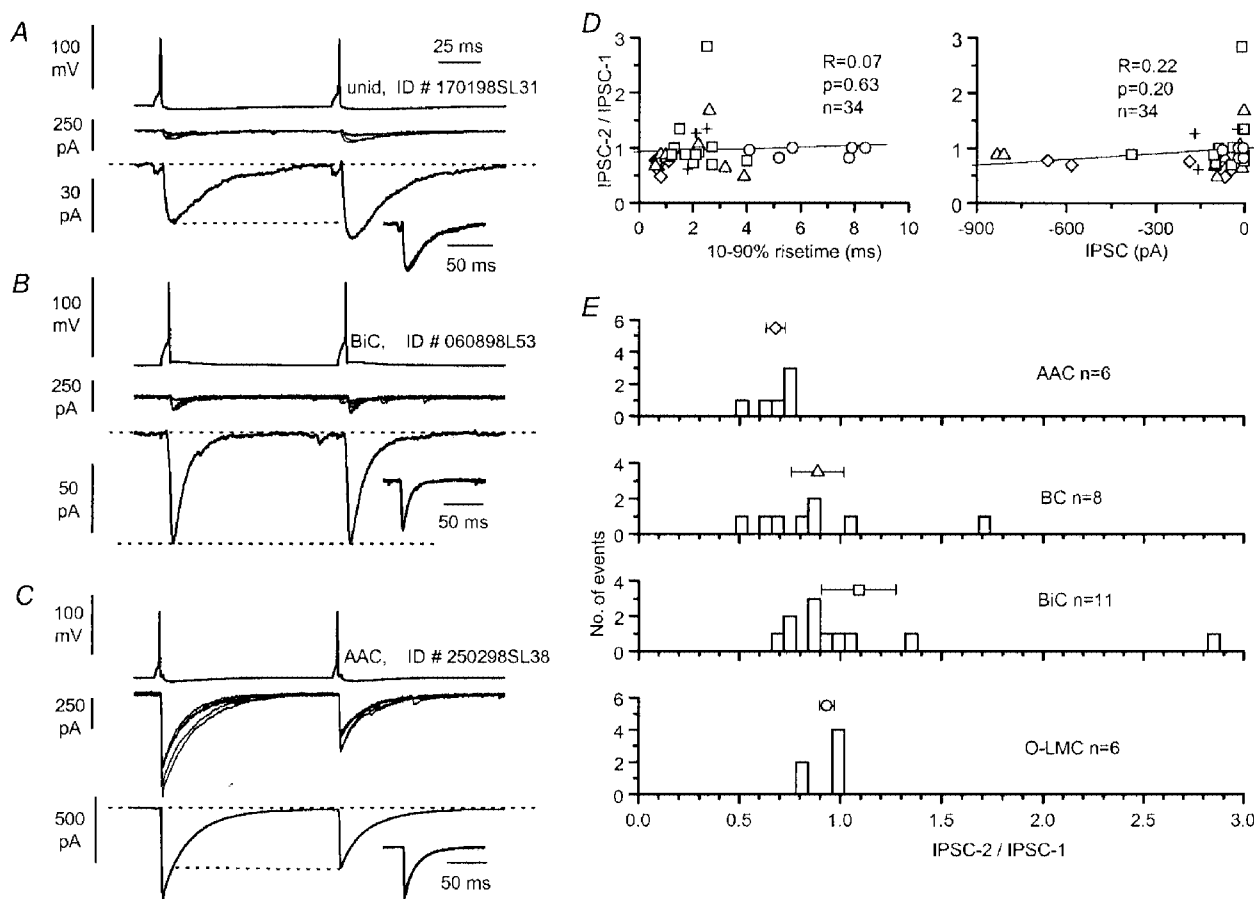 A
100
mV
25 ms
unid, ID # 170198SL31
250
pA
30
pA
50 ms
B
100
mV
BiC, ID # 060898L53
250
pA
50
pA
50 ms
C
100
mV
AAC, ID # 250298SL38
250
pA
500
pA
50 ms
D
IPSC-2 / IPSC-1
3
2
1
0
R=0.07
p=0.63
n=34
0 2 4 6 8 10
10-90% risetime (ms)
3
2
1
0
R=0.22
p=0.20
n=34
-900 -600 -300 0
IPSC (pA)
E
No. of events
6
4
2
0
AAC n=6
4
2
0
BC n=8
4
2
0
BiC n=11
6
4
2
0
O-LMC n=6
0.0 0.5 1.0 1.5 2.0 2.5 3.0
IPSC-2 / IPSC-1